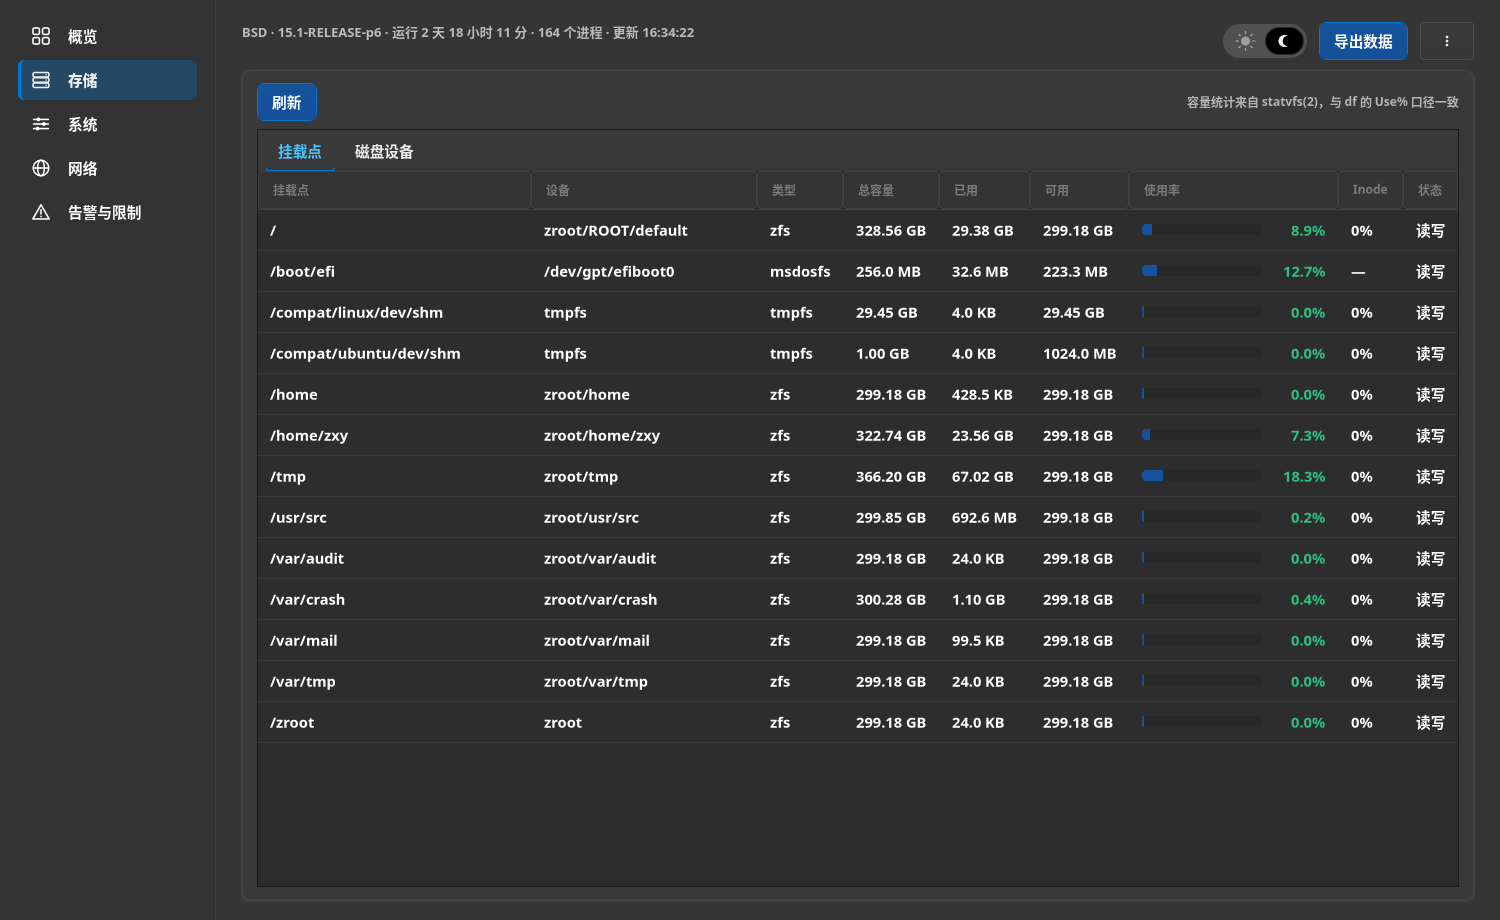 概览
存储
系统
网络
告警与限制
BSD · 15.1-RELEASE-p6 · 运行 2 天 18 小时 11 分 · 164 个进程 · 更新 16:34:22
导出数据
刷新
容量统计来自 statvfs(2)，与 df 的 Use% 口径一致
挂载点 磁盘设备
挂载点 设备 类型 总容量 已用 可用 使用率 Inode 状态
/ zroot/ROOT/default zfs 328.56 GB 29.38 GB 299.18 GB 8.9% 0% 读写
/boot/efi /dev/gpt/efiboot0 msdosfs 256.0 MB 32.6 MB 223.3 MB 12.7% — 读写
/compat/linux/dev/shm tmpfs tmpfs 29.45 GB 4.0 KB 29.45 GB 0.0% 0% 读写
/compat/ubuntu/dev/shm tmpfs tmpfs 1.00 GB 4.0 KB 1024.0 MB 0.0% 0% 读写
/home zroot/home zfs 299.18 GB 428.5 KB 299.18 GB 0.0% 0% 读写
/home/zxy zroot/home/zxy zfs 322.74 GB 23.56 GB 299.18 GB 7.3% 0% 读写
/tmp zroot/tmp zfs 366.20 GB 67.02 GB 299.18 GB 18.3% 0% 读写
/usr/src zroot/usr/src zfs 299.85 GB 692.6 MB 299.18 GB 0.2% 0% 读写
/var/audit zroot/var/audit zfs 299.18 GB 24.0 KB 299.18 GB 0.0% 0% 读写
/var/crash zroot/var/crash zfs 300.28 GB 1.10 GB 299.18 GB 0.4% 0% 读写
/var/mail zroot/var/mail zfs 299.18 GB 99.5 KB 299.18 GB 0.0% 0% 读写
/var/tmp zroot/var/tmp zfs 299.18 GB 24.0 KB 299.18 GB 0.0% 0% 读写
/zroot zroot zfs 299.18 GB 24.0 KB 299.18 GB 0.0% 0% 读写